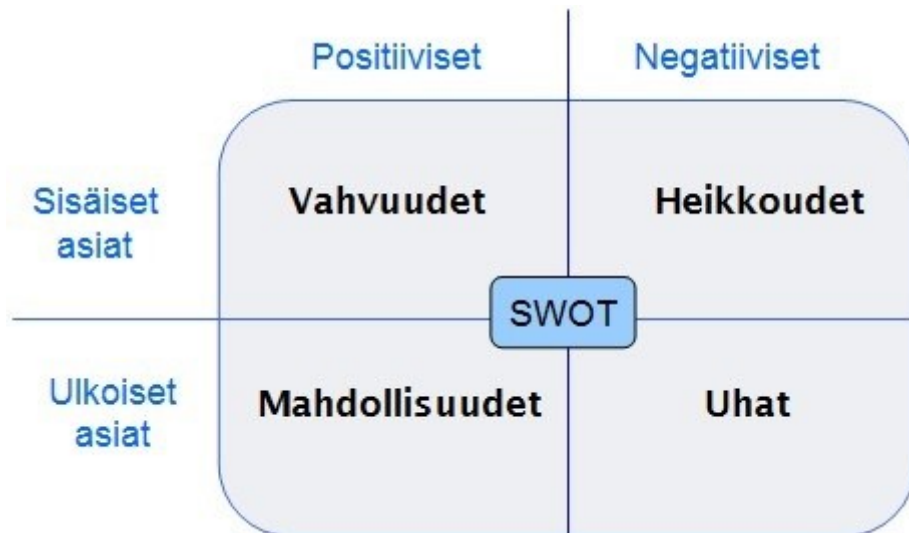 Positiiviset
Negatiiviset
Sisäiset
asiat
Vahvuudet
Heikkoudet
SWOT
Ulkoiset
asiat
Mahdollisuudet
Uhat